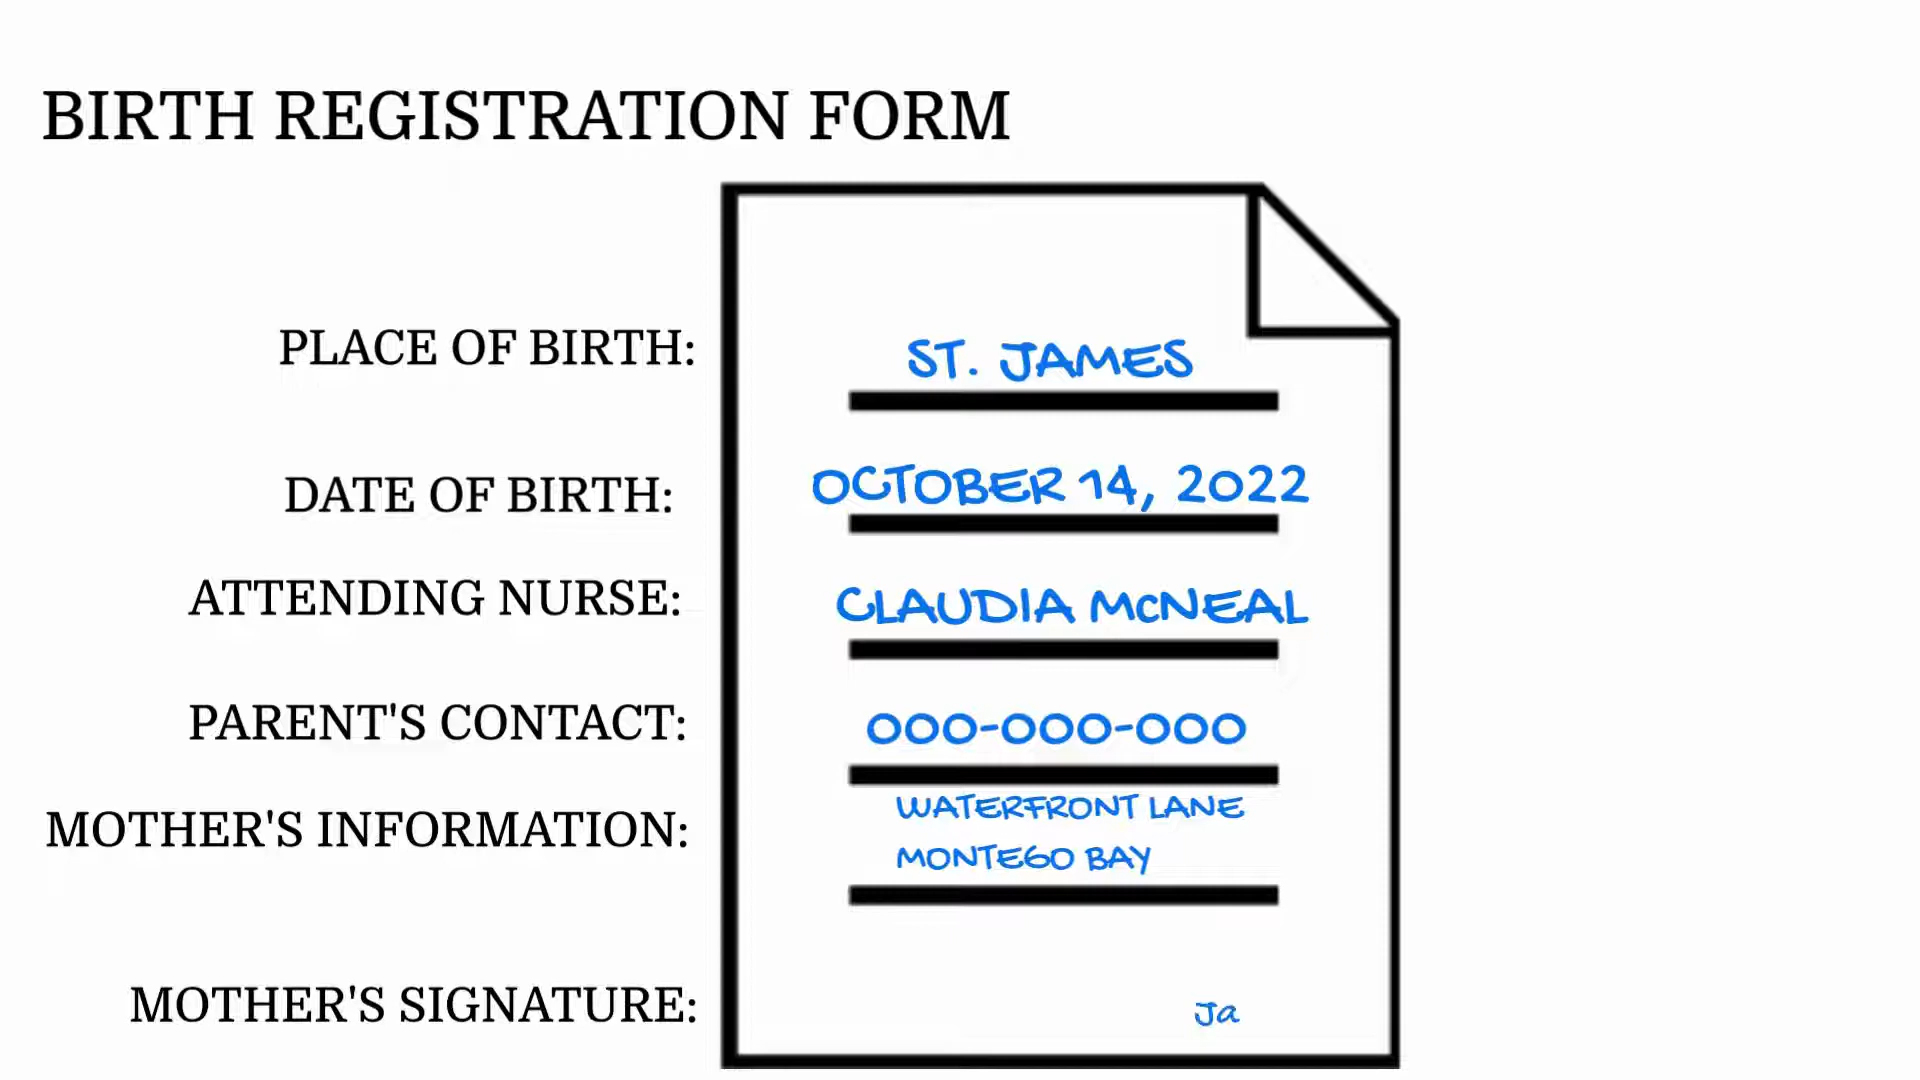 BIRTH REGISTRATION FORM
PLACE OF BIRTH: ST. JAMES
DATE OF BIRTH: OCTOBER 14, 2022
ATTENDING NURSE: CLAUDIA McNEAL
PARENT'S CONTACT: 000-000-000
MOTHER'S INFORMATION: WATERFRONT LANE
MONTEGO BAY
MOTHER'S SIGNATURE: Ja